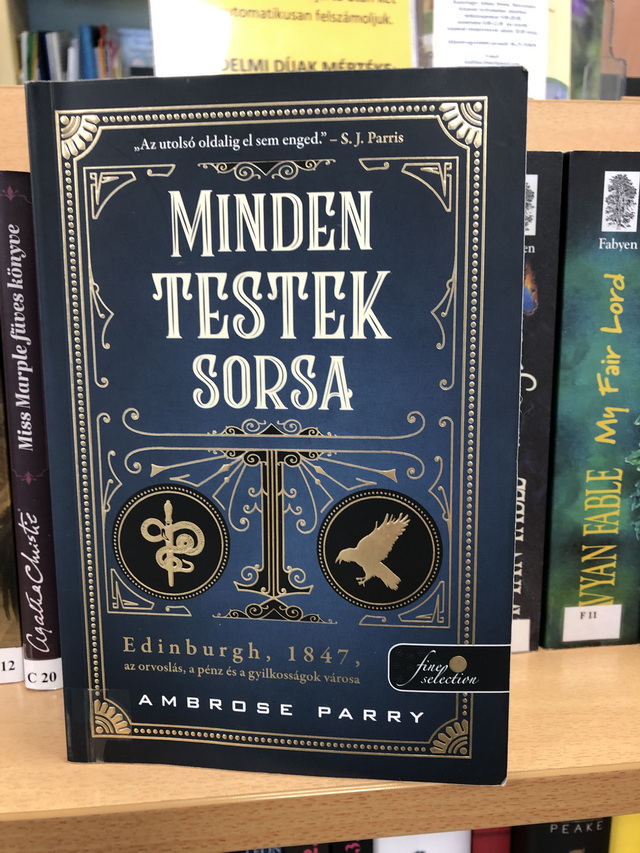 automatikusan felszámoljuk.
DELMI DÍJAK MÉRTÉKE:
„Az utolsó oldalig el sem enged.” – S. J. Parris
MINDEN
TESTEK
SORSA
Edinburgh, 1847,
az orvoslás, a pénz és a gyilkosságok városa
fine
selection
AMBROSE PARRY
Miss Marple füves könyve
Agatha Christie
12
C 20
en
Fabyen
My Fair Lord
VYAN FABLE
F 11
PEAKE